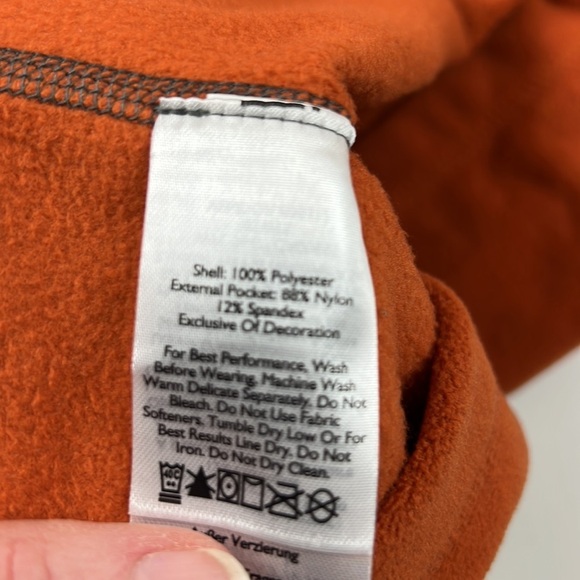 Shell: 100% Polyester
External Pocket: 88% Nylon
12% Spandex
Exclusive Of Decoration
For Best Performance, Wash
Before Wearing. Machine Wash
Warm Delicate Separately. Do Not
Bleach. Do Not Use Fabric
Softeners. Tumble Dry Low Or For
Best Results Line Dry. Do Not
Iron. Do Not Dry Clean.
40C
Außer Verzierung